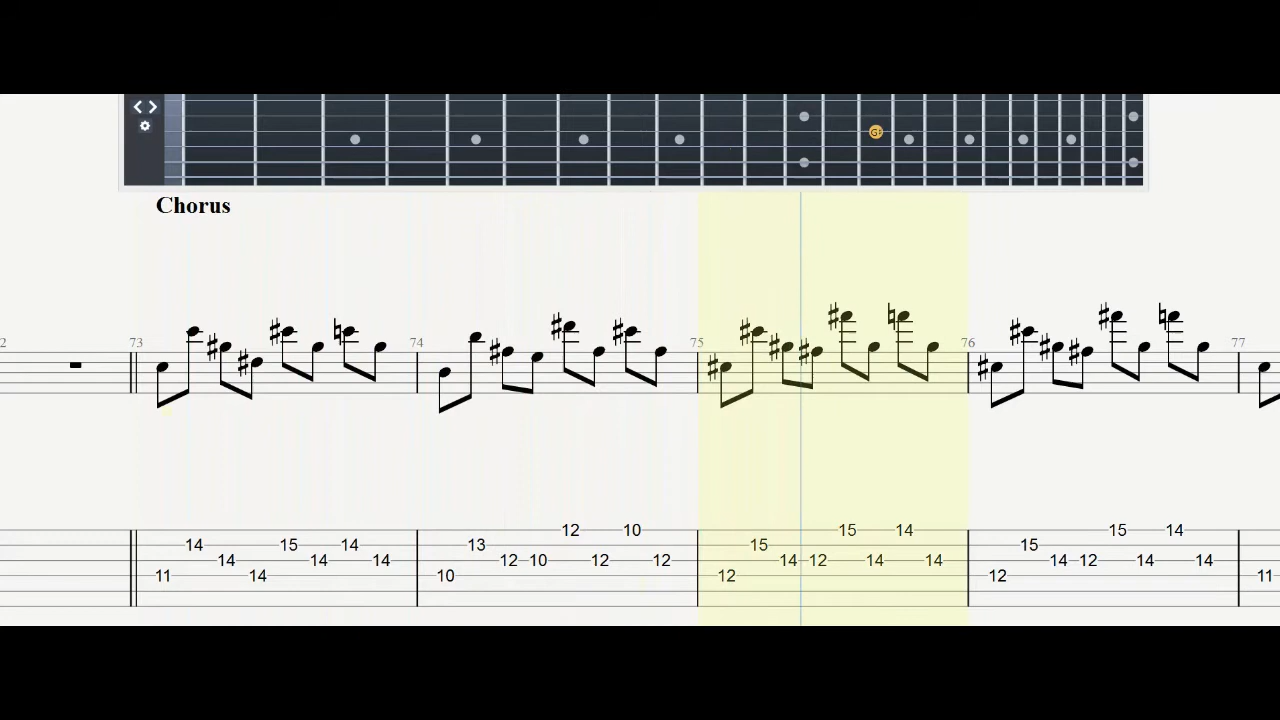 G♯
Chorus
2 73 74 75 76 77
12 10 15 14 15 14
14 15 14 13 15 15
14 14 14 12 10 12 12 14 12 14 14 14 12 14 14
11 14 10 12 12 11